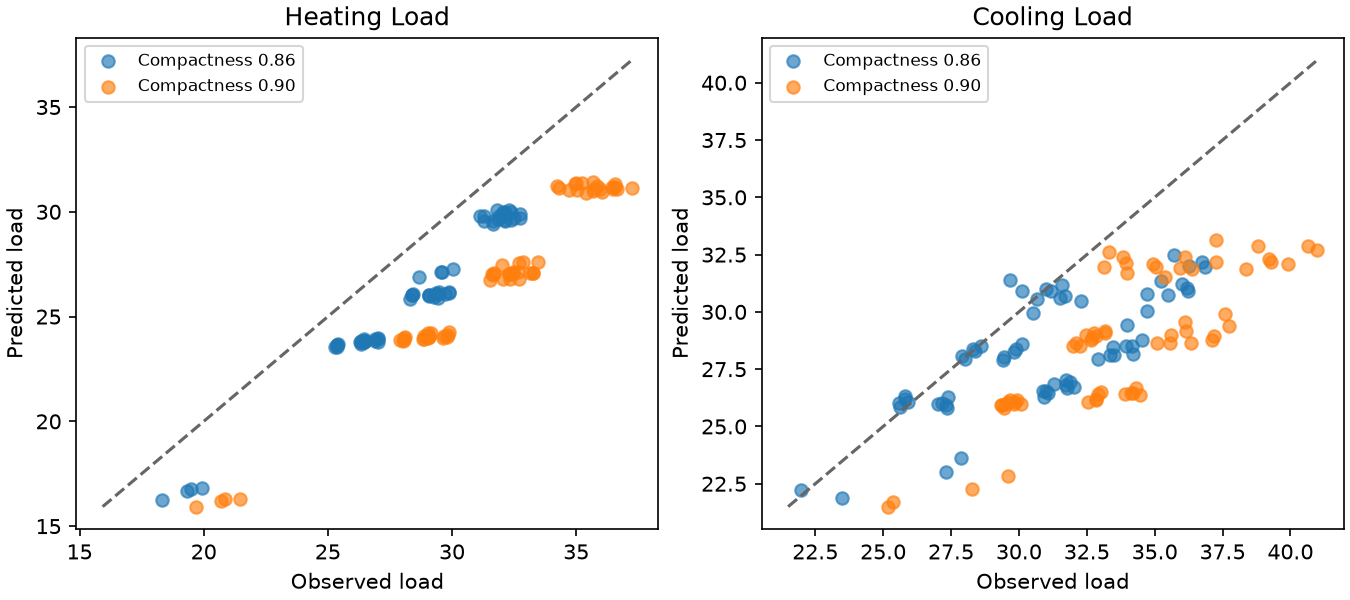 Heating Load
Compactness 0.86
Compactness 0.90
Predicted load
35
30
25
20
15
15 20 25 30 35
Observed load
Cooling Load
Compactness 0.86
Compactness 0.90
Predicted load
40.0
37.5
35.0
32.5
30.0
27.5
25.0
22.5
22.5 25.0 27.5 30.0 32.5 35.0 37.5 40.0
Observed load